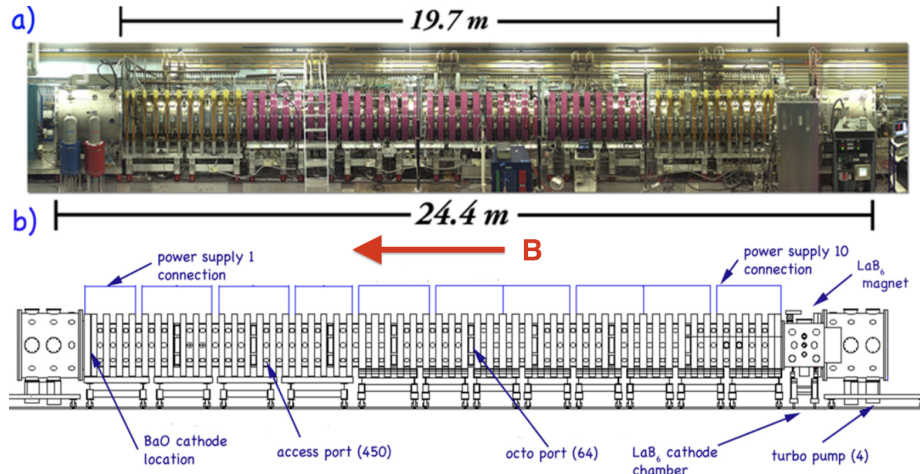 a)
19.7 m
24.4 m
b)
B
power supply 1
connection
power supply 10
connection
LaB₆
magnet
BaO cathode
location
access port (450)
octo port (64)
LaB₆ cathode
chamber
turbo pump (4)